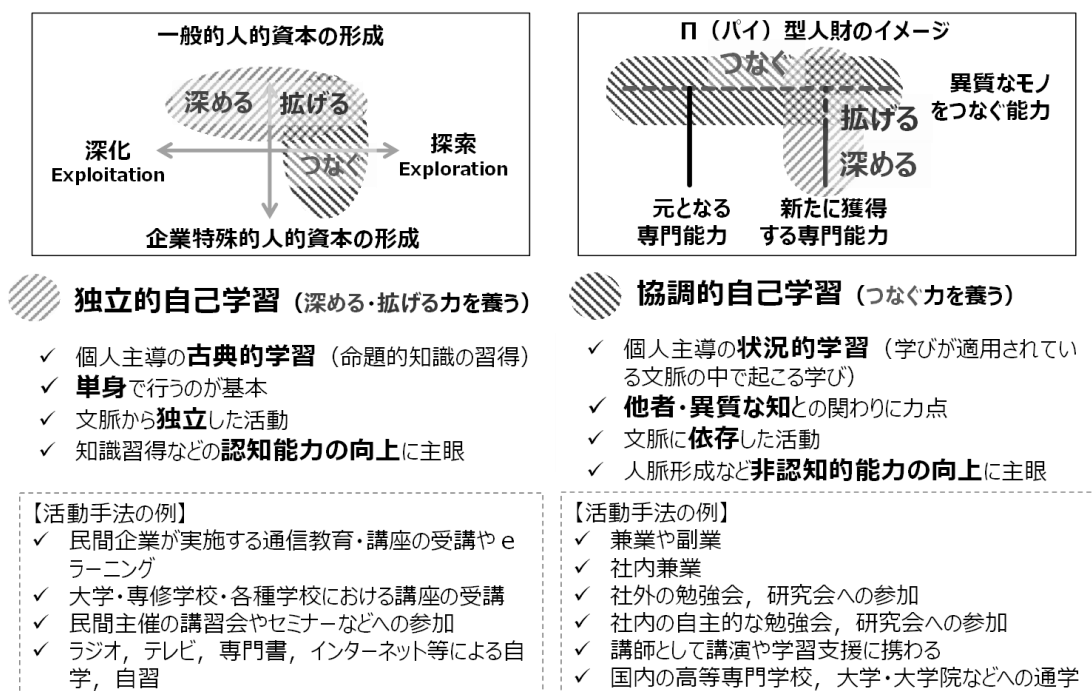 一般的人的資本の形成
深める 拡げる
深化
Exploitation
探索
Exploration
つなぐ
企業特殊的人的資本の形成
Π（パイ）型人財のイメージ
つなぐ
異質なモノ
をつなぐ能力
拡げる
深める
元となる
専門能力
新たに獲得
する専門能力
独立的自己学習（深める・拡げる力を養う）
✓ 個人主導の古典的学習（命題的知識の習得）
✓ 単身で行うのが基本
✓ 文脈から独立した活動
✓ 知識習得などの認知能力の向上に主眼
【活動手法の例】
✓ 民間企業が実施する通信教育・講座の受講やｅ
ラーニング
✓ 大学・専修学校・各種学校における講座の受講
✓ 民間主催の講習会やセミナーなどへの参加
✓ ラジオ，テレビ，専門書，インターネット等による自
学，自習
協調的自己学習（つなぐ力を養う）
✓ 個人主導の状況的学習（学びが適用されてい
る文脈の中で起こる学び）
✓ 他者・異質な知との関わりに力点
✓ 文脈に依存した活動
✓ 人脈形成など非認知的能力の向上に主眼
【活動手法の例】
✓ 兼業や副業
✓ 社内兼業
✓ 社外の勉強会，研究会への参加
✓ 社内の自主的な勉強会，研究会への参加
✓ 講師として講演や学習支援に携わる
✓ 国内の高等専門学校，大学・大学院などへの通学